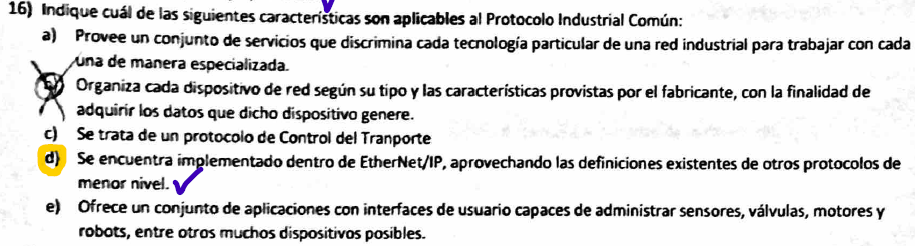 16) Indique cuál de las siguientes características son aplicables al Protocolo Industrial Común:
a) Provee un conjunto de servicios que discrimina cada tecnología particular de una red industrial para trabajar con cada
una de manera especializada.
b) Organiza cada dispositivo de red según su tipo y las características provistas por el fabricante, con la finalidad de
adquirir los datos que dicho dispositivo genere.
c) Se trata de un protocolo de Control del Tranporte
d) Se encuentra implementado dentro de EtherNet/IP, aprovechando las definiciones existentes de otros protocolos de
menor nivel.
e) Ofrece un conjunto de aplicaciones con interfaces de usuario capaces de administrar sensores, válvulas, motores y
robots, entre otros muchos dispositivos posibles.